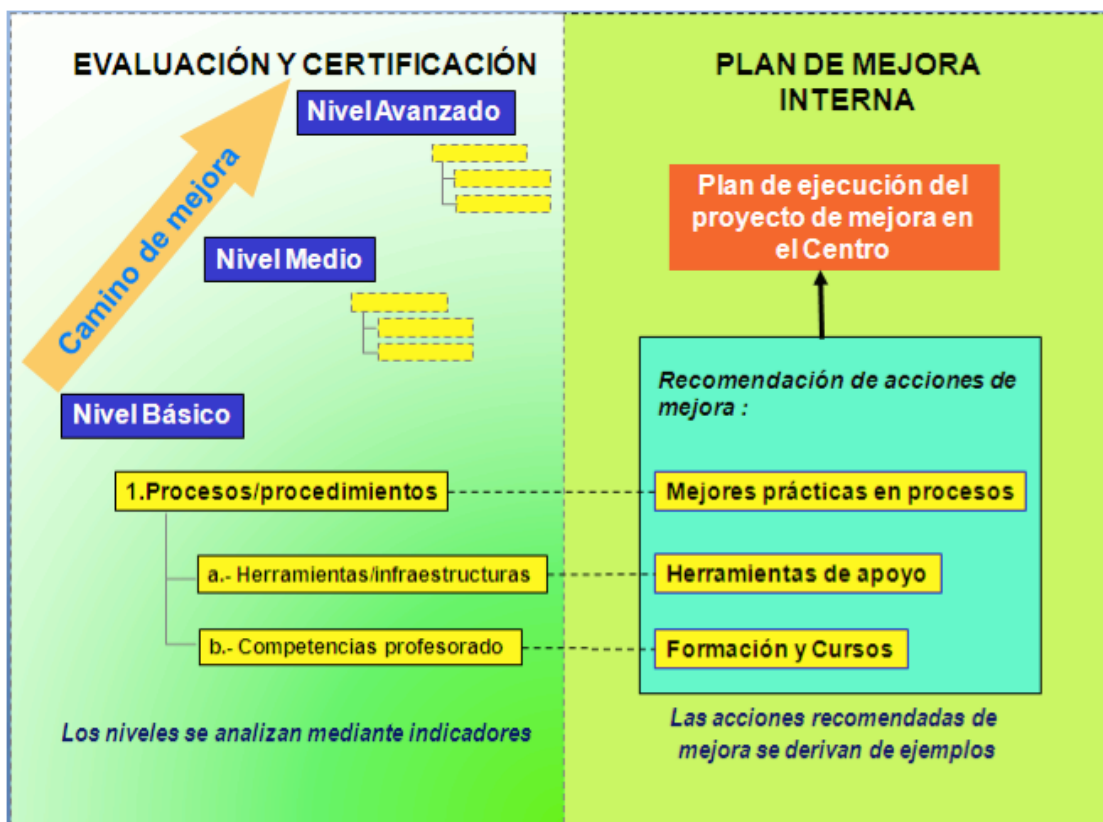 EVALUACIÓN Y CERTIFICACIÓN
Nivel Avanzado
Camino de mejora
Nivel Medio
Nivel Básico
1.Procesos/procedimientos
a.- Herramientas/infraestructuras
b.- Competencias profesorado
Los niveles se analizan mediante indicadores
PLAN DE MEJORA
INTERNA
Plan de ejecución del
proyecto de mejora en
el Centro
Recomendación de acciones de
mejora :
Mejores prácticas en procesos
Herramientas de apoyo
Formación y Cursos
Las acciones recomendadas de
mejora se derivan de ejemplos